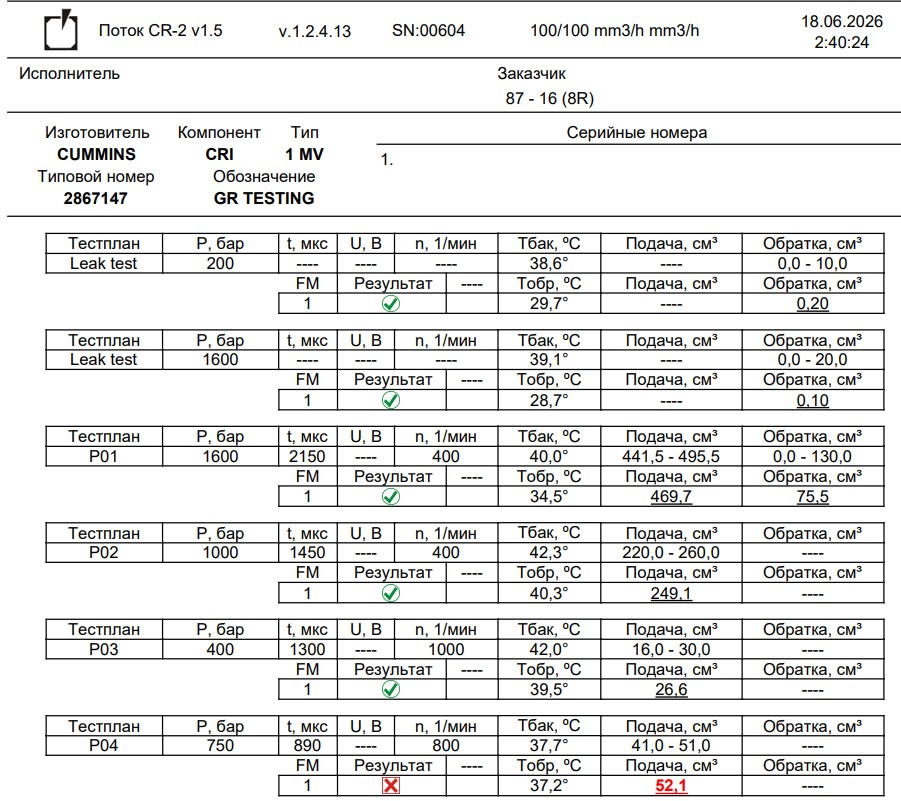 Поток CR-2 v1.5 v.1.2.4.13 SN:00604 100/100 mm3/h mm3/h 18.06.2026
2:40:24
Исполнитель Заказчик
87 - 16 (8R)
Изготовитель Компонент Тип Серийные номера
CUMMINS CRI 1 MV 1.
Типовой номер Обозначение
2867147 GR TESTING
Тестплан P, бар t, мкс U, В n, 1/мин Тбак, ºC Подача, см³ Обратка, см³
Leak test 200 ---- ---- ---- 38,6° ---- 0,0 - 10,0
FM Результат ---- Тобр, ºC Подача, см³ Обратка, см³
1 29,7° ---- 0,20
Тестплан P, бар t, мкс U, В n, 1/мин Тбак, ºC Подача, см³ Обратка, см³
Leak test 1600 ---- ---- ---- 39,1° ---- 0,0 - 20,0
FM Результат ---- Тобр, ºC Подача, см³ Обратка, см³
1 28,7° ---- 0,10
Тестплан P, бар t, мкс U, В n, 1/мин Тбак, ºC Подача, см³ Обратка, см³
P01 1600 2150 ---- 400 40,0° 441,5 - 495,5 0,0 - 130,0
FM Результат ---- Тобр, ºC Подача, см³ Обратка, см³
1 34,5° 469,7 75,5
Тестплан P, бар t, мкс U, В n, 1/мин Тбак, ºC Подача, см³ Обратка, см³
P02 1000 1450 ---- 400 42,3° 220,0 - 260,0 ----
FM Результат ---- Тобр, ºC Подача, см³ Обратка, см³
1 40,3° 249,1 ----
Тестплан P, бар t, мкс U, В n, 1/мин Тбак, ºC Подача, см³ Обратка, см³
P03 400 1300 ---- 1000 42,0° 16,0 - 30,0 ----
FM Результат ---- Тобр, ºC Подача, см³ Обратка, см³
1 39,5° 26,6 ----
Тестплан P, бар t, мкс U, В n, 1/мин Тбак, ºC Подача, см³ Обратка, см³
P04 750 890 ---- 800 37,7° 41,0 - 51,0 ----
FM Результат ---- Тобр, ºC Подача, см³ Обратка, см³
1 37,2° 52,1 ----